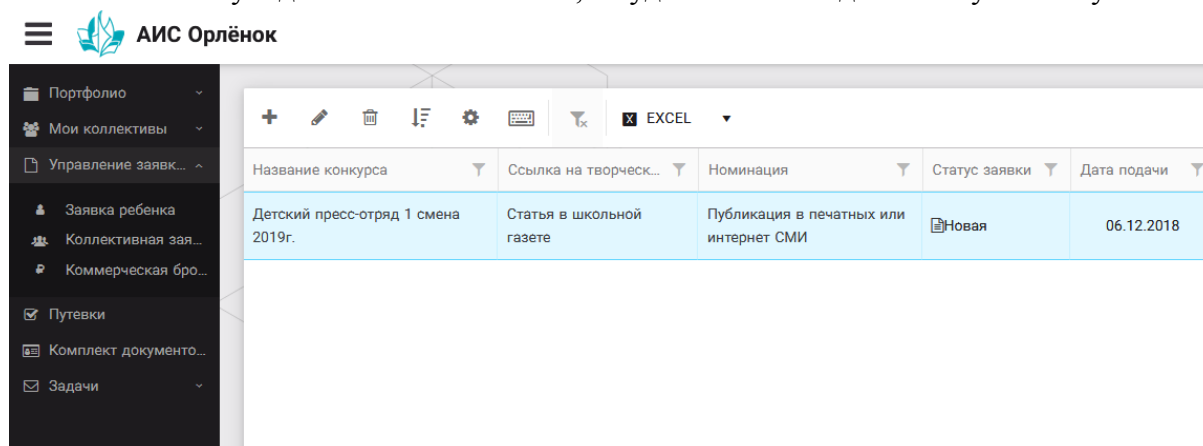 АИС Орлёнок
Портфолио
Мои коллективы
Управление заявк...
Заявка ребенка
Коллективная зая...
Коммерческая бро...
Путевки
Комплект документо...
Задачи
EXCEL
Название конкурса
Ссылка на творческ...
Номинация
Статус заявки
Дата подачи
Детский пресс-отряд 1 смена
2019г.
Статья в школьной
газете
Публикация в печатных или
интернет СМИ
Новая
06.12.2018